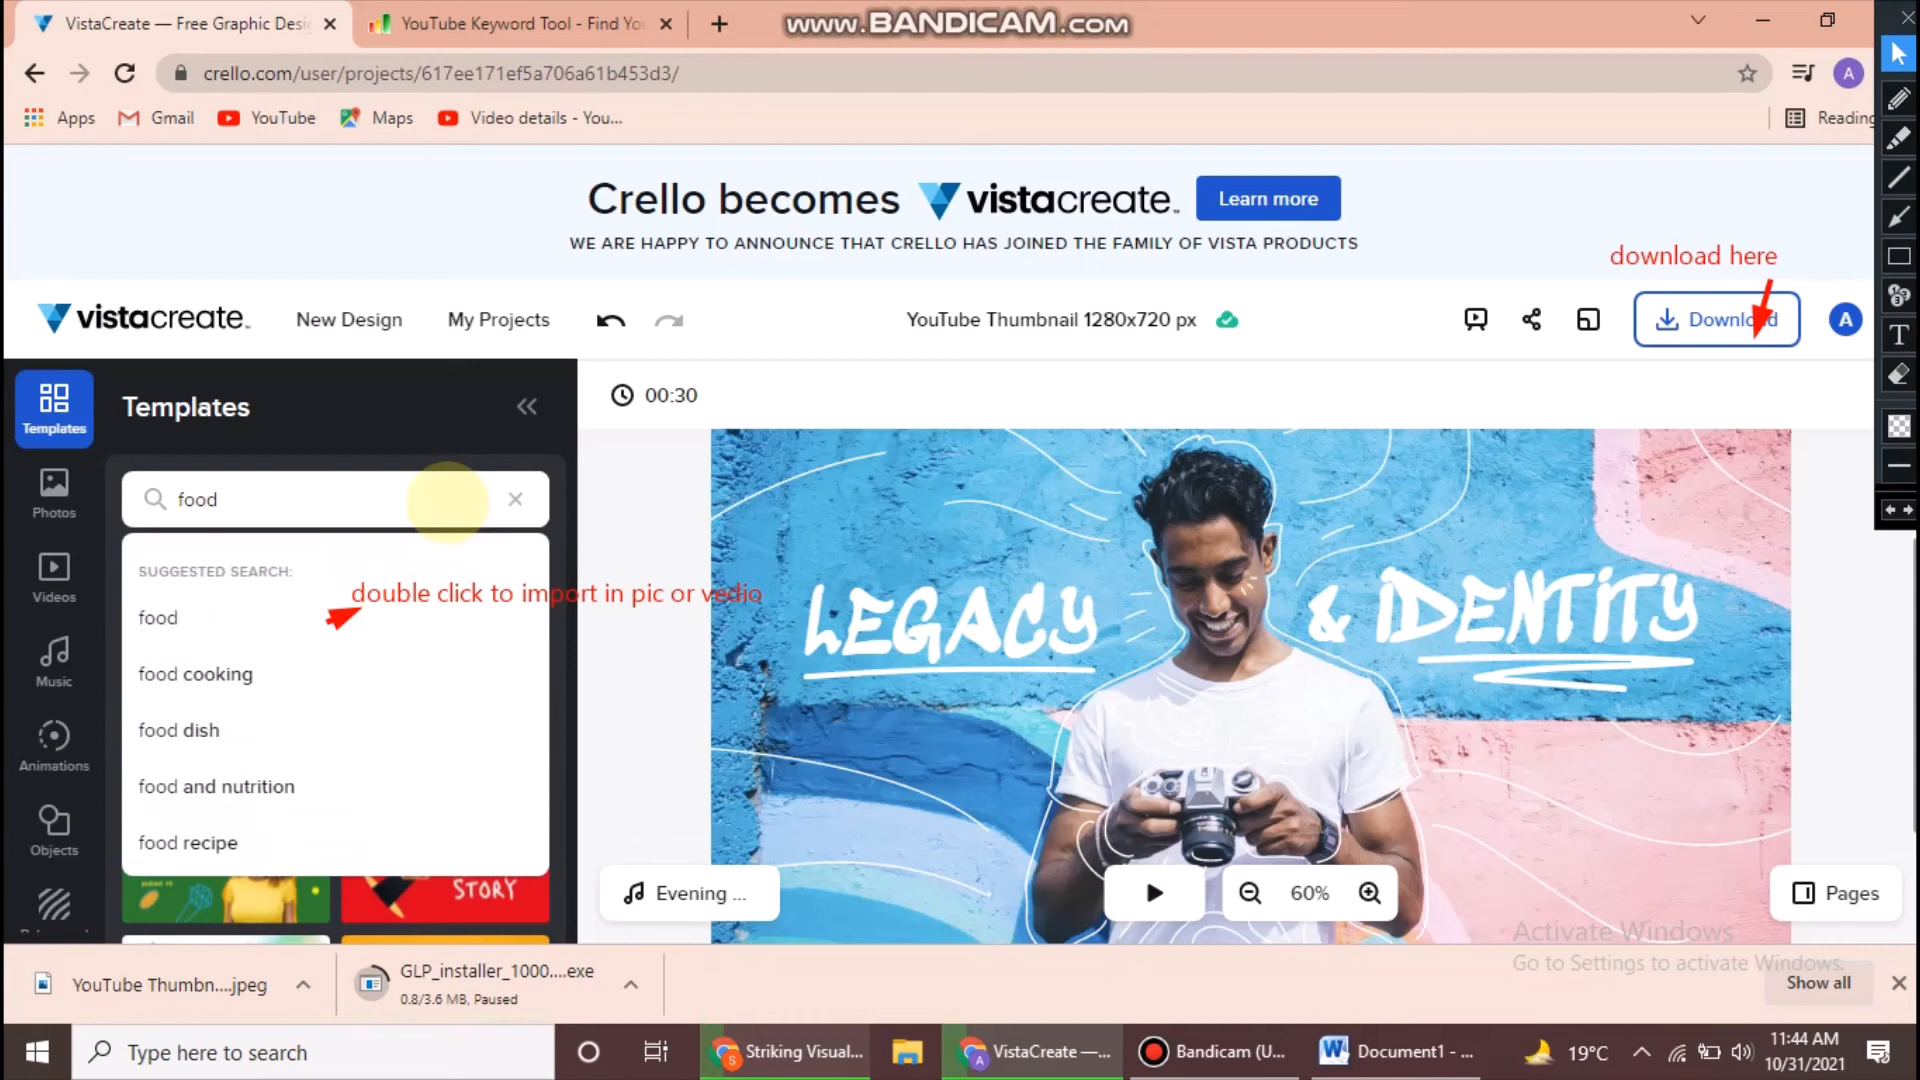 VistaCreate — Free Graphic Desi
YouTube Keyword Tool - Find Yo
www.BANDICAM.com
crello.com/user/projects/617ee171ef5a706a61b453d3/
A
Apps
Gmail
YouTube
Maps
Video details - You...
Reading
Crello becomes vistacreate.
Learn more
WE ARE HAPPY TO ANNOUNCE THAT CRELLO HAS JOINED THE FAMILY OF VISTA PRODUCTS
download here
vistacreate.
New Design
My Projects
YouTube Thumbnail 1280x720 px
Download
A
Templates
Templates
00:30
food
Photos
SUGGESTED SEARCH:
double click to import in pic or vedio
food
Videos
LEGACY & IDENTITY
food cooking
Music
food dish
Animations
food and nutrition
food recipe
Objects
STORY
Evening ...
60%
Pages
Activate Windows
Go to Settings to activate Windows.
YouTube Thumbn....jpeg
GLP_installer_1000....exe
0.8/3.6 MB, Paused
Show all
Type here to search
Striking Visual...
VistaCreate —...
Bandicam (U...
Document1 - ...
19°C
11:44 AM
10/31/2021